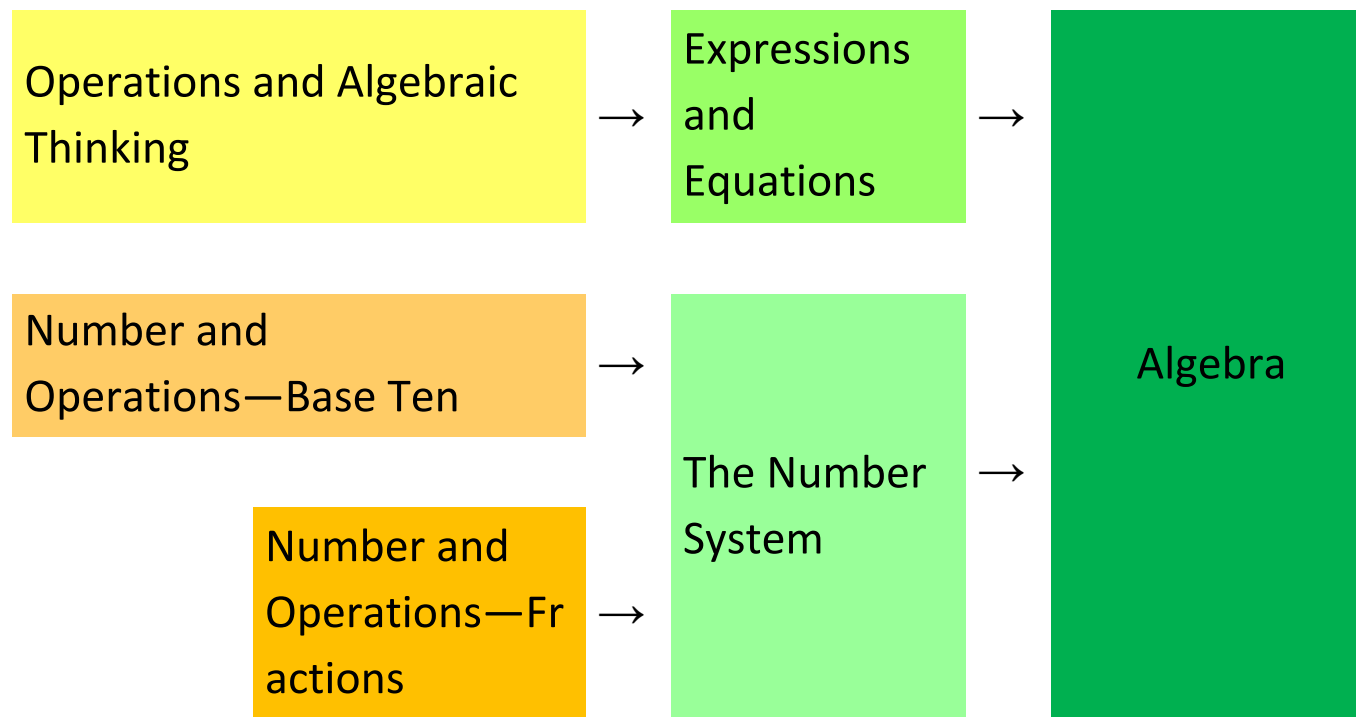 Operations and Algebraic
Thinking
→
Expressions
and
Equations
→
Number and
Operations—Base Ten
→
Number and
Operations—Fr
actions
→
The Number
System
→
Algebra